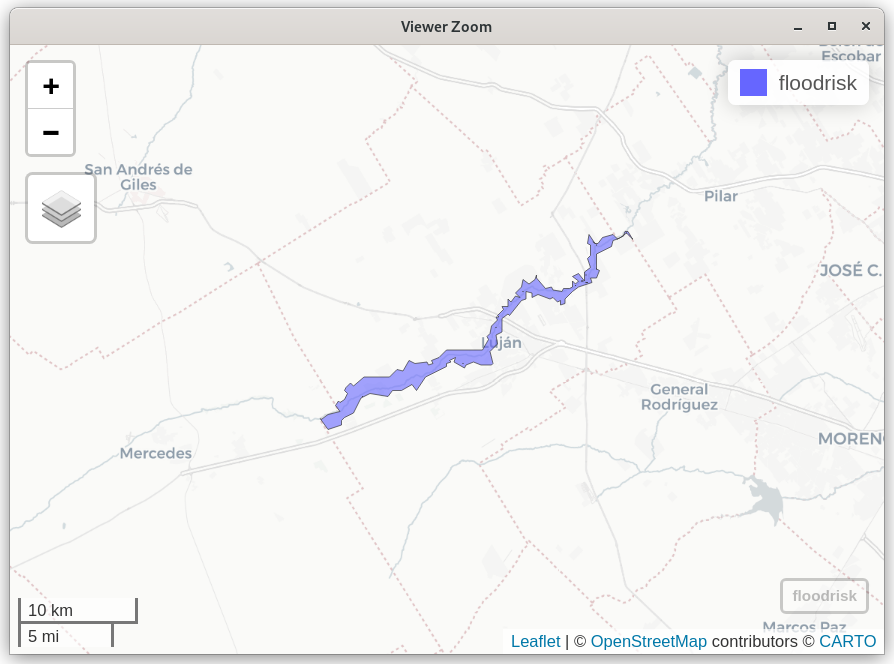 Viewer Zoom
Escobar
+
−
floodrisk
San Andrés de
Giles
Pilar
JOSÉ C.
Luján
General
Rodríguez
MOREN
Mercedes
floodrisk
10 km
5 mi
Marcos Paz
Leaflet | © OpenStreetMap contributors © CARTO